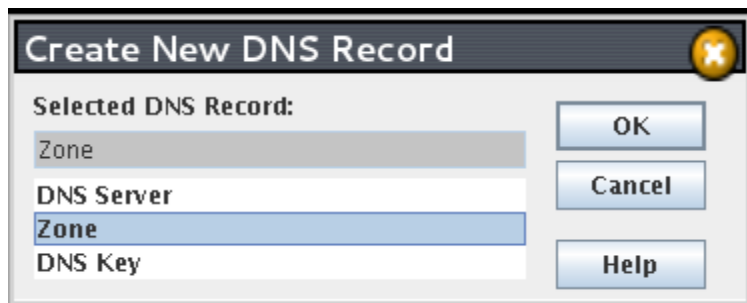 Create New DNS Record
Selected DNS Record:
Zone
DNS Server
Zone
DNS Key
OK
Cancel
Help